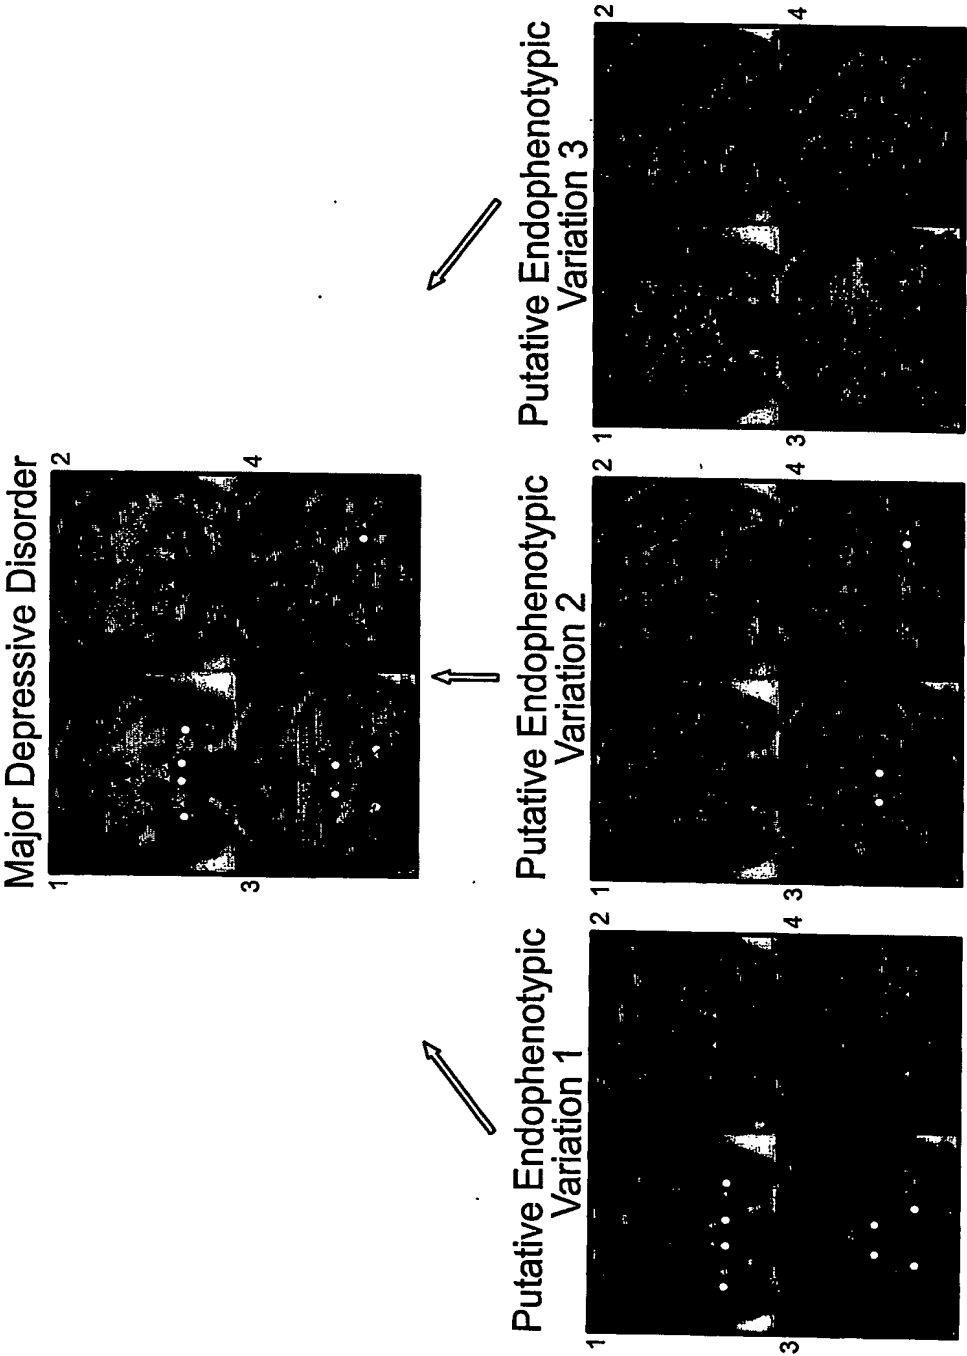 Major Depressive Disorder
1
2
3
4
Putative Endophenotypic
Variation 1
1
2
3
4
Putative Endophenotypic
Variation 2
1
2
3
4
Putative Endophenotypic
Variation 3
1
2
3
4